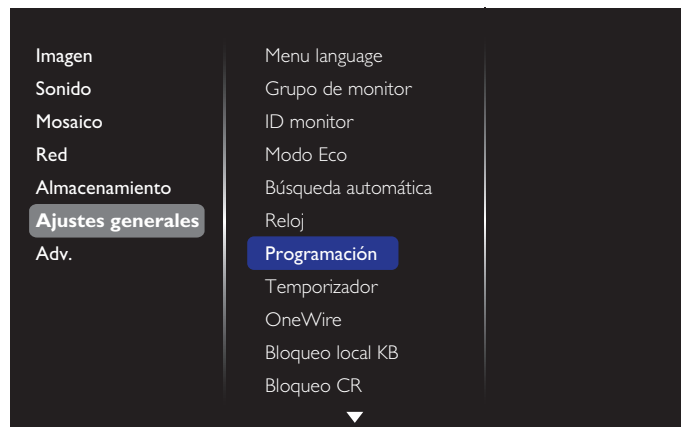 Imagen
Sonido
Mosaico
Red
Almacenamiento
Ajustes generales
Adv.
Menu language
Grupo de monitor
ID monitor
Modo Eco
Búsqueda automática
Reloj
Programación
Temporizador
OneWire
Bloqueo local KB
Bloqueo CR